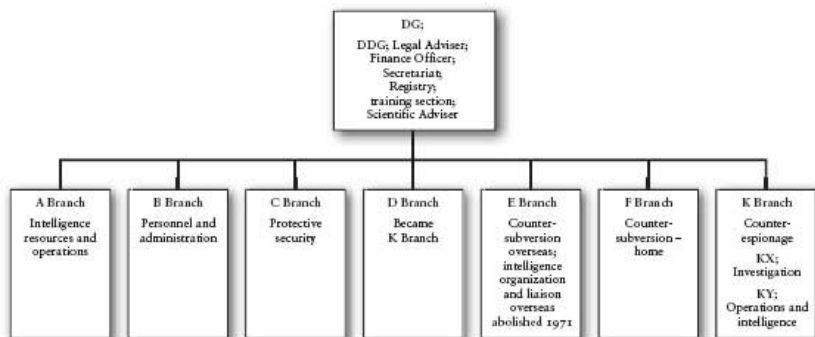 DG;
DDG; Legal Adviser;
Finance Officer;
Secretariat;
Registry;
training section;
Scientific Adviser
A Branch
Intelligence
resources and
operations
B Branch
Personnel and
administration
C Branch
Protective
security
D Branch
Became
K Branch
E Branch
Counter-
subversion
overseas;
intelligence
organization
and liaison
overseas
abolished 1971
F Branch
Counter-
subversion –
home
K Branch
Counter-
espionage
KX;
Investigation
KY;
Operations and
intelligence